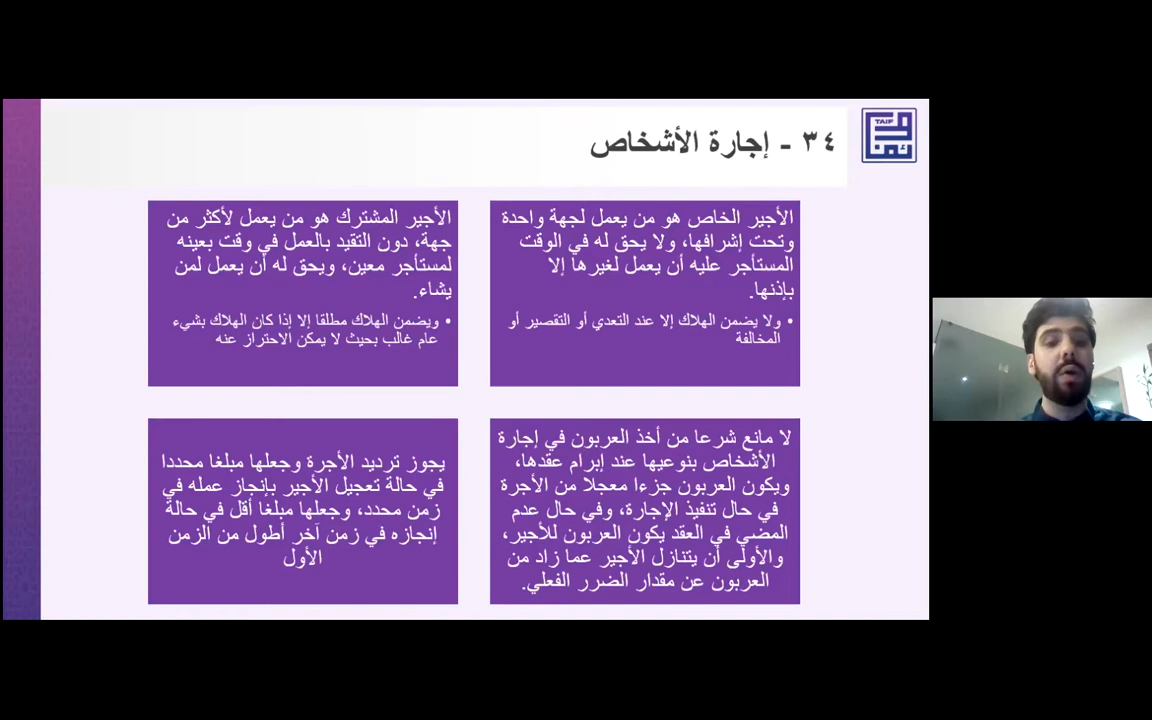 ٣٤ - إجارة الأشخاص
TAIF
الأجير الخاص هو من يعمل لجهة واحدة
وتحت إشرافها، ولا يحق له في الوقت
المستأجر عليه أن يعمل لغيرها إلا
بإذنها.
• ولا يضمن الهلاك إلا عند التعدي أو التقصير أو
المخالفة
الأجير المشترك هو من يعمل لأكثر من
جهة، دون التقيد بالعمل في وقت بعينه
لمستأجر معين، ويحق له أن يعمل لمن
يشاء.
• ويضمن الهلاك مطلقا إلا إذا كان الهلاك بشيء
عام غالب بحيث لا يمكن الاحتراز عنه
لا مانع شرعا من أخذ العربون في إجارة
الأشخاص بنوعيها عند إبرام عقدها،
ويكون العربون جزءا معجلا من الأجرة
في حال تنفيذ الإجارة، وفي حال عدم
المضي في العقد يكون العربون للأجير،
والأولى أن يتنازل الأجير عما زاد من
العربون عن مقدار الضرر الفعلي.
يجوز ترديد الأجرة وجعلها مبلغا محددا
في حالة تعجيل الأجير بإنجاز عمله في
زمن محدد، وجعلها مبلغا أقل في حالة
إنجازه في زمن آخر أطول من الزمن
الأول